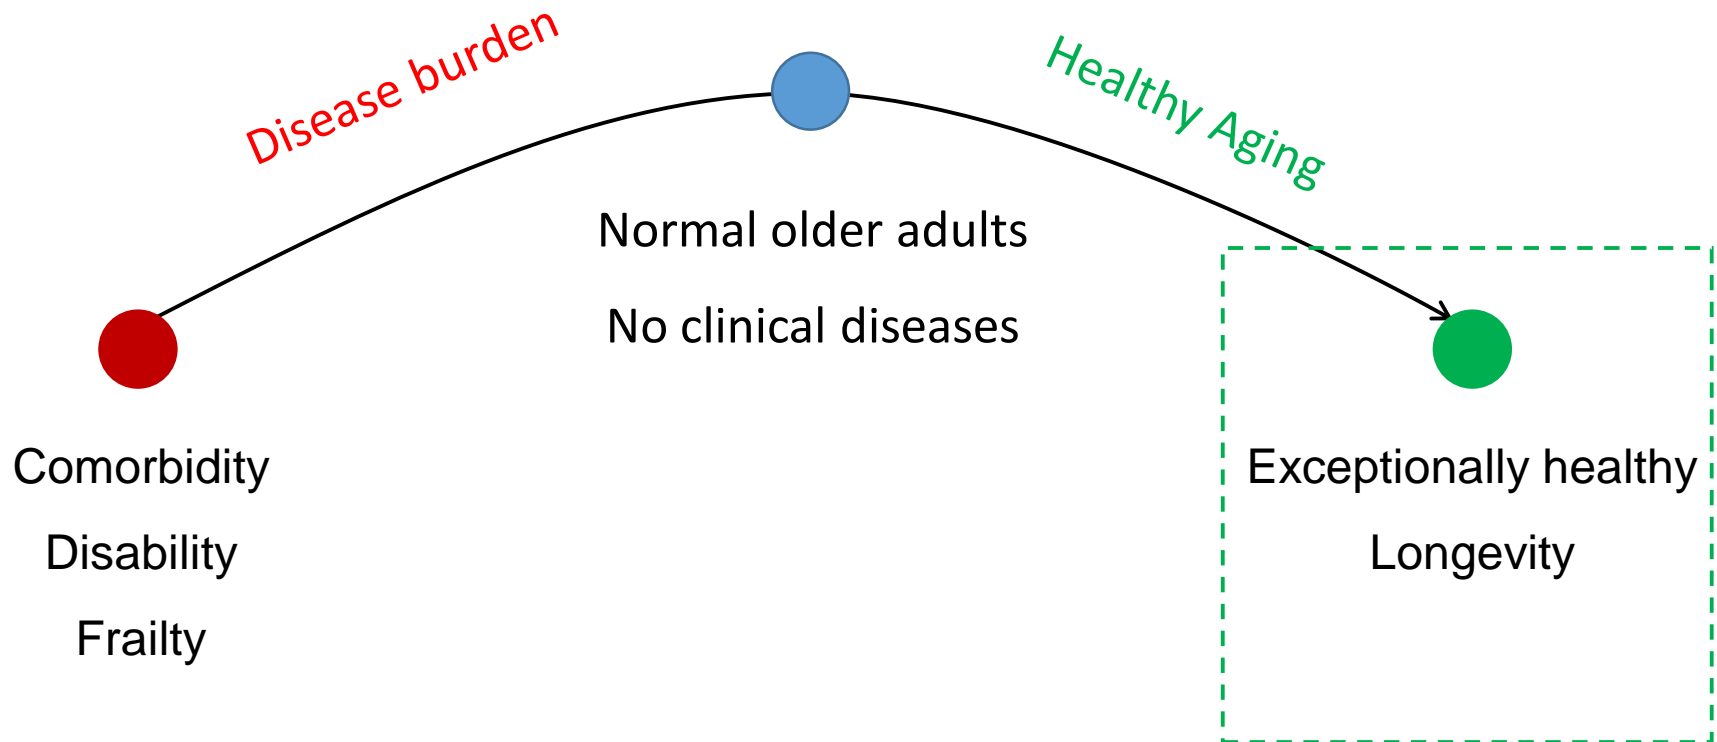 Disease burden
Healthy Aging
Normal older adults
No clinical diseases
Comorbidity
Disability
Frailty
Exceptionally healthy
Longevity